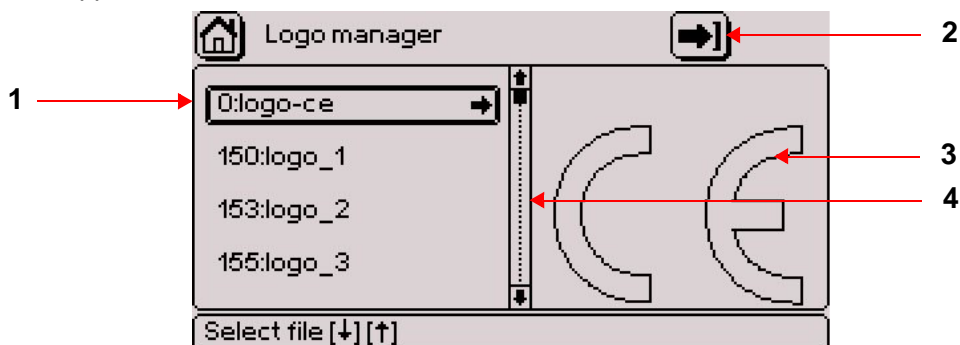 Logo manager
2
1
0:logo-ce
150:logo_1
3
153:logo_2
4
155:logo_3
Select file [↓] [↑]